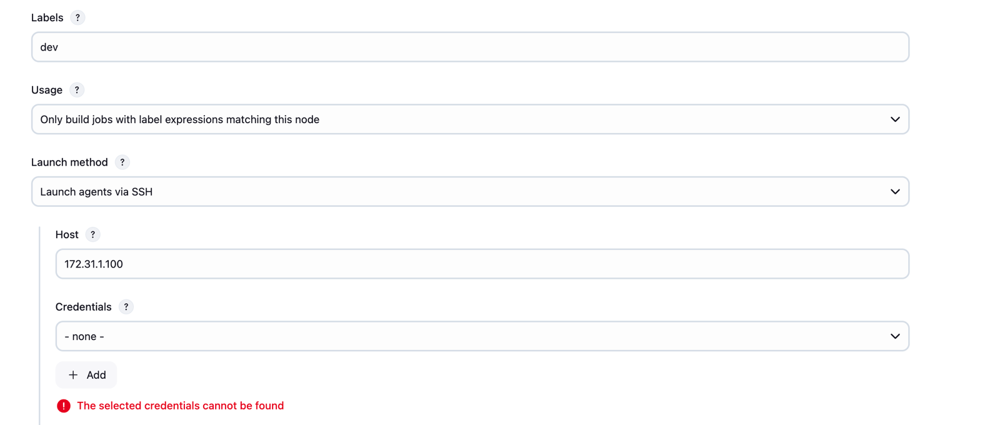 Labels ?
dev
Usage ?
Only build jobs with label expressions matching this node
Launch method ?
Launch agents via SSH
Host ?
172.31.1.100
Credentials ?
- none -
+ Add
! The selected credentials cannot be found